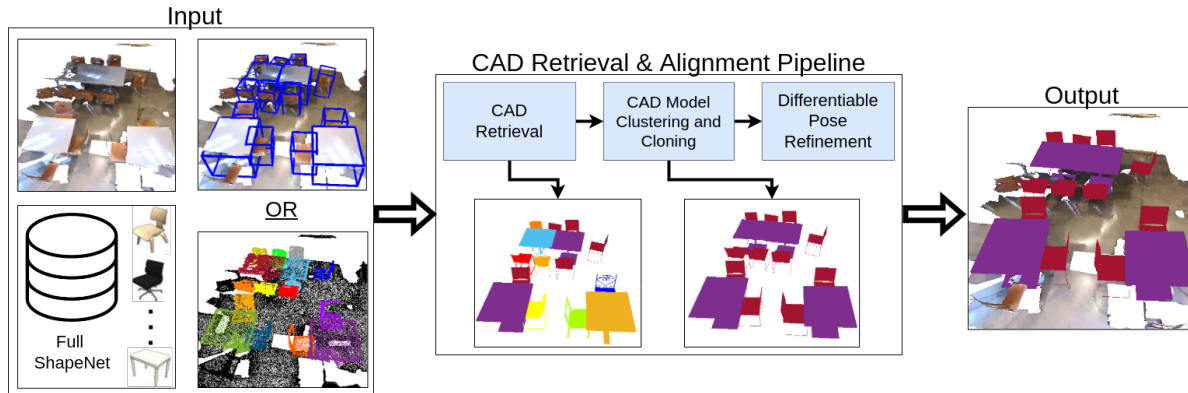 Input
OR
Full
ShapeNet
CAD Retrieval & Alignment Pipeline
CAD
Retrieval
CAD Model
Clustering and
Cloning
Differentiable
Pose
Refinement
Output